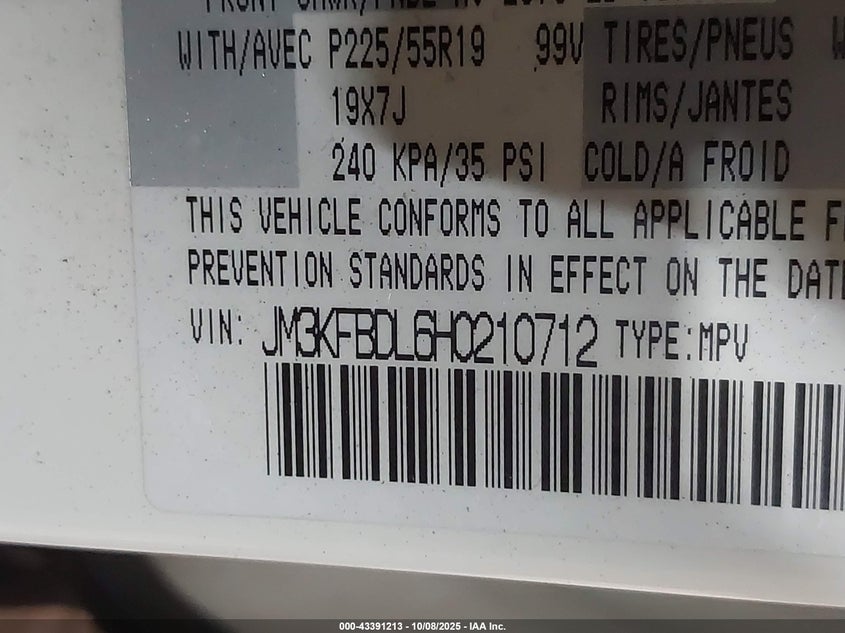 WITH/AVEC P225/55R19 99V TIRES/PNEUS
19X7J RIMS/JANTES
240 KPA/35 PSI COLD/A FROID
THIS VEHICLE CONFORMS TO ALL APPLICABLE
PREVENTION STANDARDS IN EFFECT ON THE DATE
VIN: JM3KFBDL6H0210712 TYPE:MPV
000-43391213 - 10/08/2025 - IAA Inc.